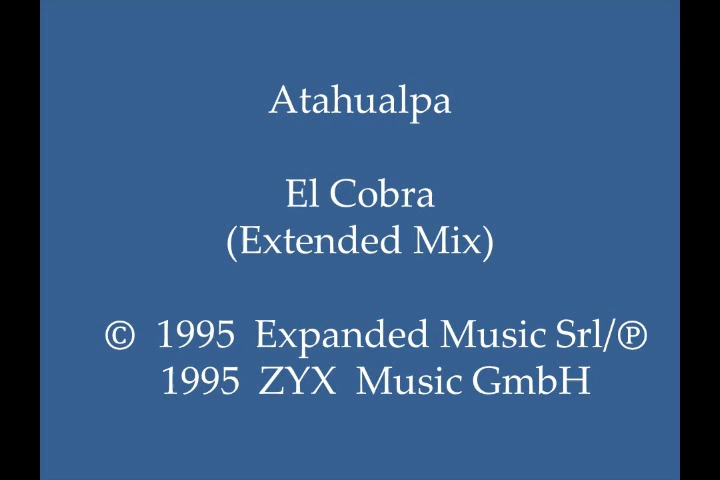 Atahualpa
El Cobra
(Extended Mix)
© 1995 Expanded Music Srl/℗
1995 ZYX Music GmbH